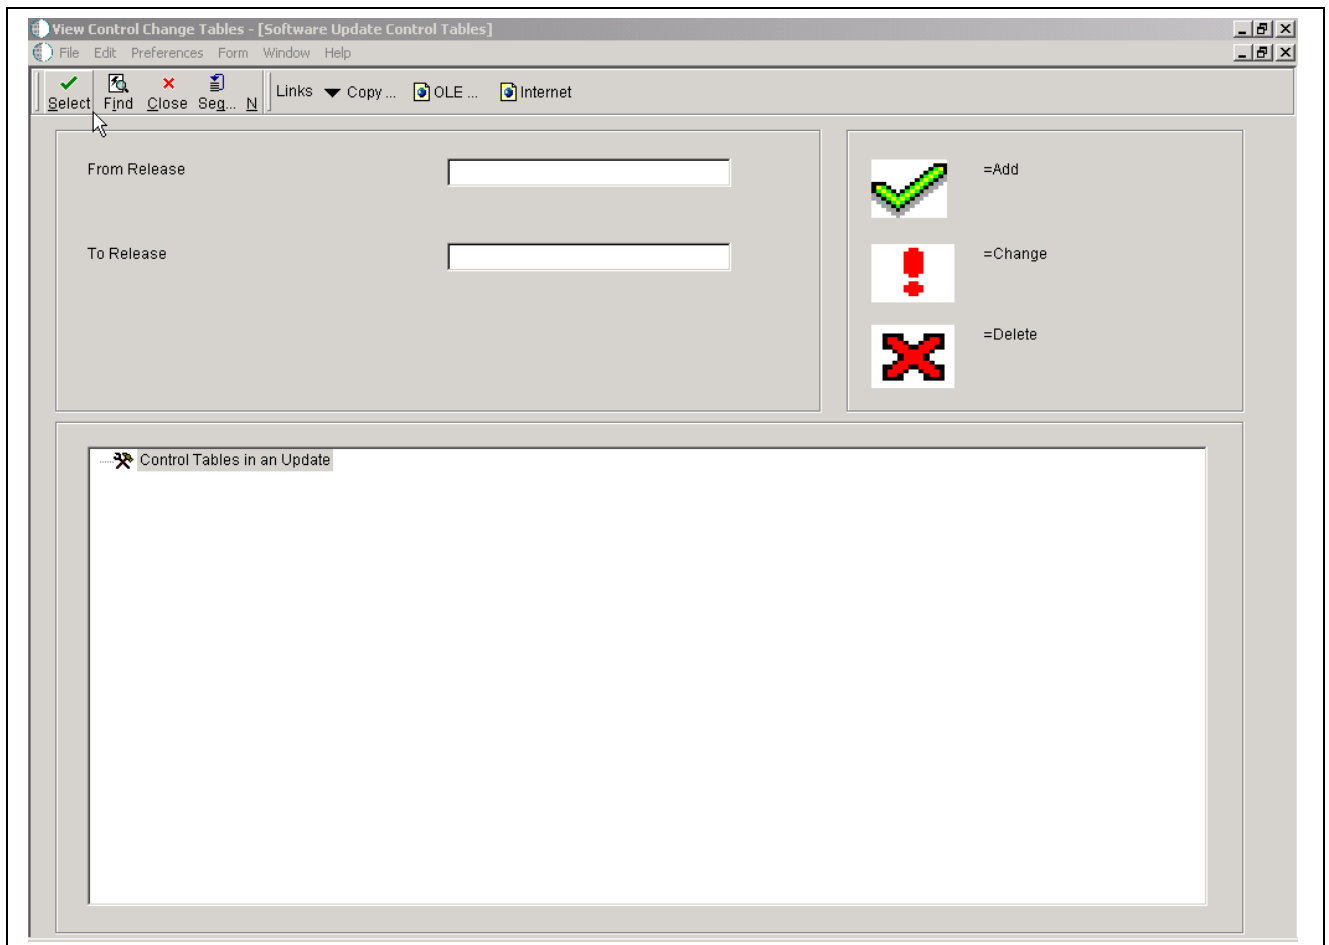 View Control Change Tables - [Software Update Control Tables]
File Edit Preferences Form Window Help
Select Find Close Seq... N Links Copy ... OLE ... Internet
From Release =Add
To Release =Change
=Delete
Control Tables in an Update